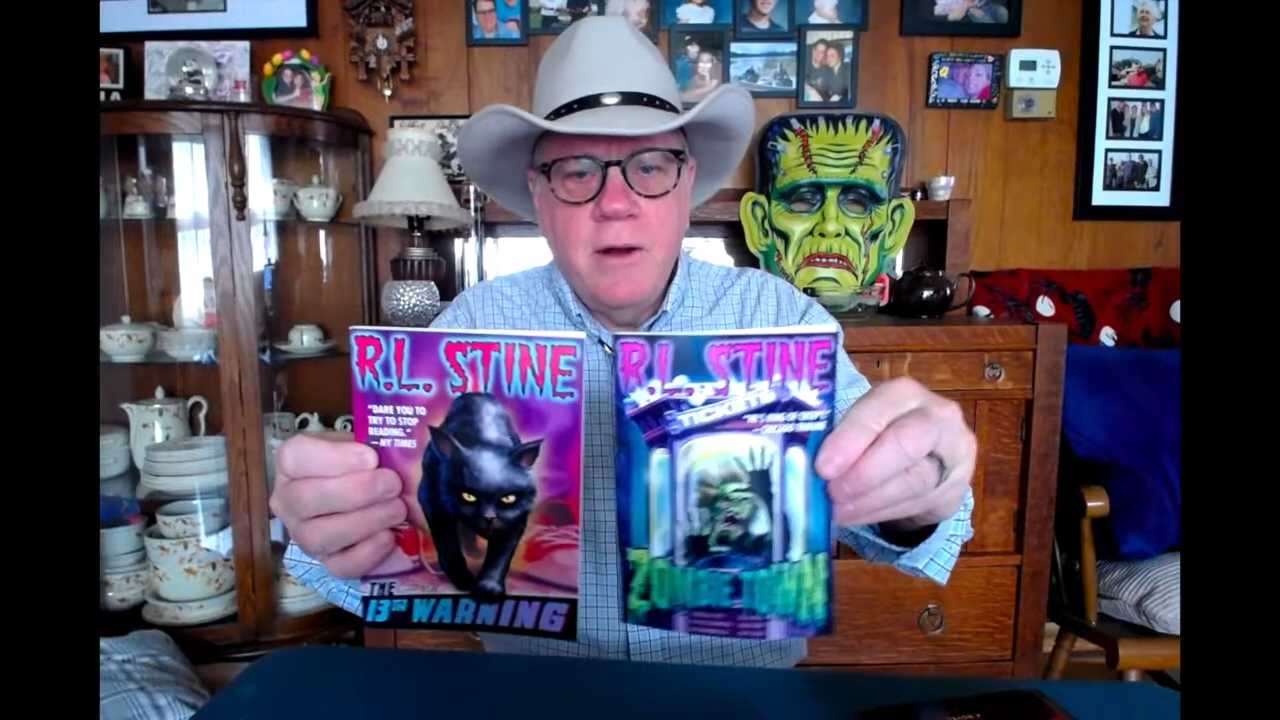 R.L. STINE
"DARE YOU TO
TRY TO STOP
READING."
—NY TIMES
THE
13TH WARNING
R.L. STINE
TICKETS
ZOMBIE TOWN